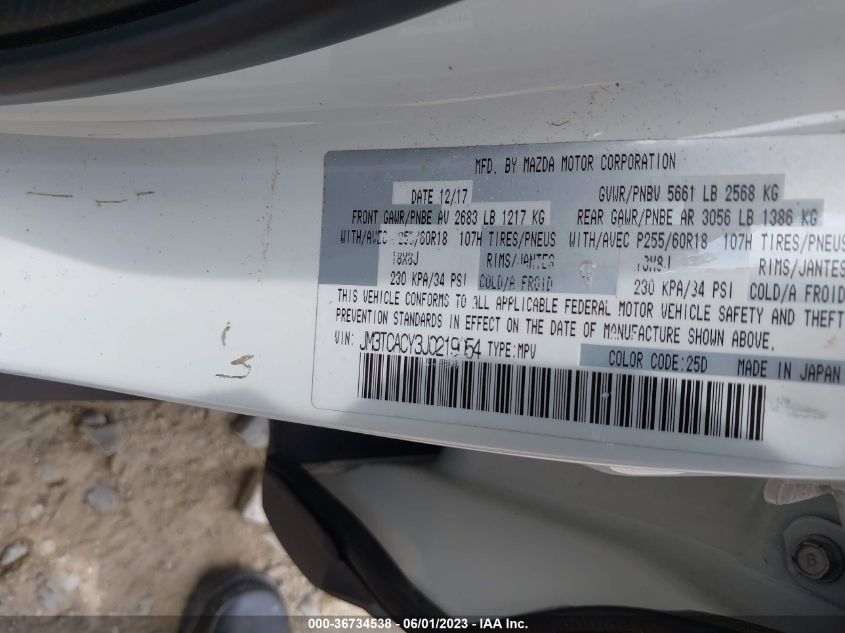 MFD. BY MAZDA MOTOR CORPORATION
DATE 12/17 GVWR/PNBV 5661 LB 2568 KG
FRONT GAWR/PNBE AV 2683 LB 1217 KG REAR GAWR/PNBE AR 3056 LB 1386 KG
WITH/AVEC P255/60R18 107H TIRES/PNEUS WITH/AVEC P255/60R18 107H TIRES/PNEUS
18X8J RIMS/JANTES 18X8J RIMS/JANTES
230 KPA/34 PSI COLD/A FROID 230 KPA/34 PSI COLD/A FROID
THIS VEHICLE CONFORMS TO ALL APPLICABLE FEDERAL MOTOR VEHICLE SAFETY AND THEFT
PREVENTION STANDARDS IN EFFECT ON THE DATE OF MANUFACTURE SHOWN ABOVE.
VIN: TYPE:MPV
COLOR CODE:25D MADE IN JAPAN
36734538 - 06/01/2023 - IAA Inc.